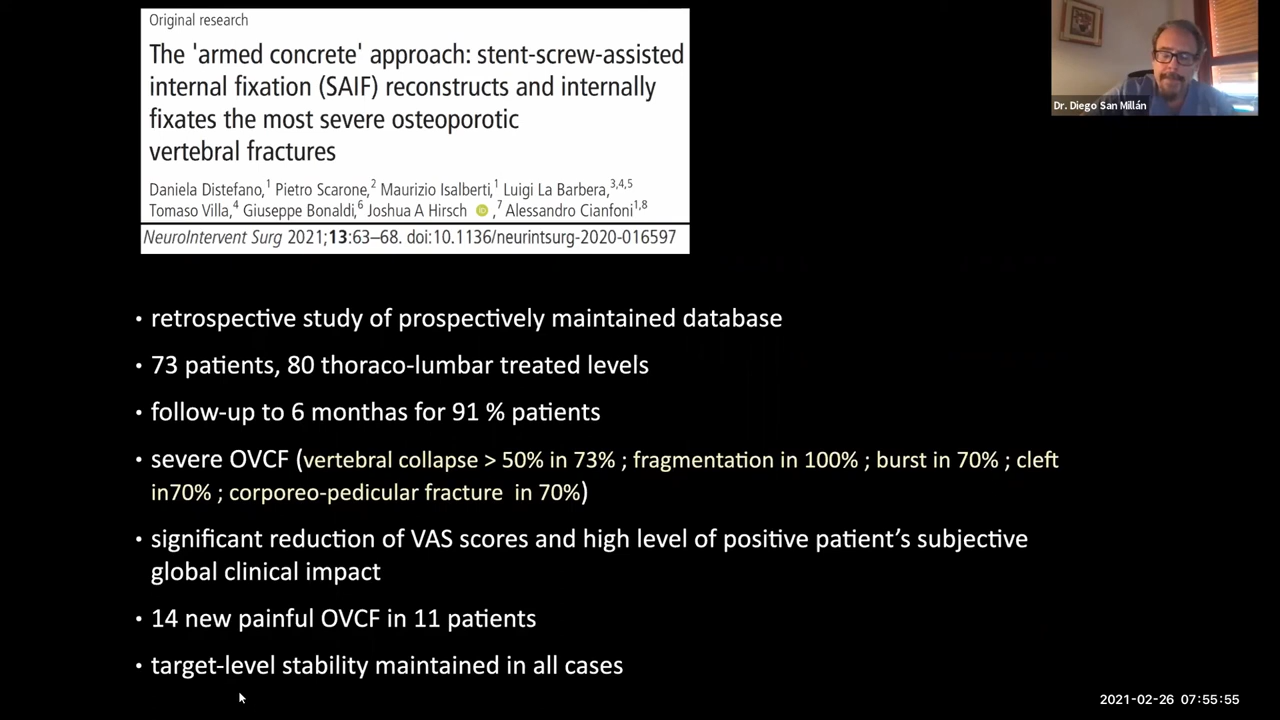 Original research
The 'armed concrete' approach: stent-screw-assisted
internal fixation (SAIF) reconstructs and internally
fixates the most severe osteoporotic
vertebral fractures
Daniela Distefano,1 Pietro Scarone,2 Maurizio Isalberti,1 Luigi La Barbera,3,4,5
Tomaso Villa,4 Giuseppe Bonaldi,6 Joshua A Hirsch iD ,7 Alessandro Cianfoni1,8
NeuroIntervent Surg 2021;13:63–68. doi:10.1136/neurintsurg-2020-016597
Dr. Diego San Millán
• retrospective study of prospectively maintained database
• 73 patients, 80 thoraco-lumbar treated levels
• follow-up to 6 monthas for 91 % patients
• severe OVCF (vertebral collapse > 50% in 73% ; fragmentation in 100% ; burst in 70% ; cleft
in70% ; corporeo-pedicular fracture in 70%)
• significant reduction of VAS scores and high level of positive patient’s subjective
global clinical impact
• 14 new painful OVCF in 11 patients
• target-level stability maintained in all cases
2021-02-26 07:55:55